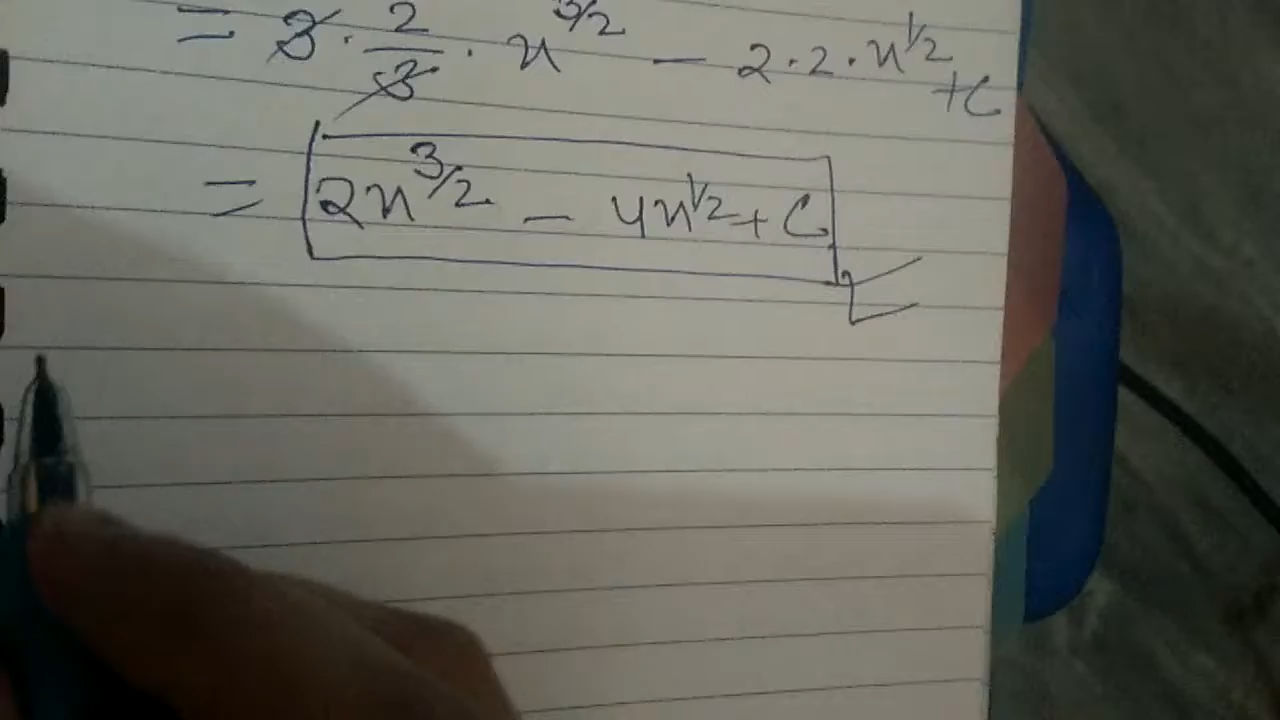 = 3 · 2/3 · x^3/2 − 2 · 2 · x^1/2 + C
= 2x^3/2 − 4x^1/2 + C